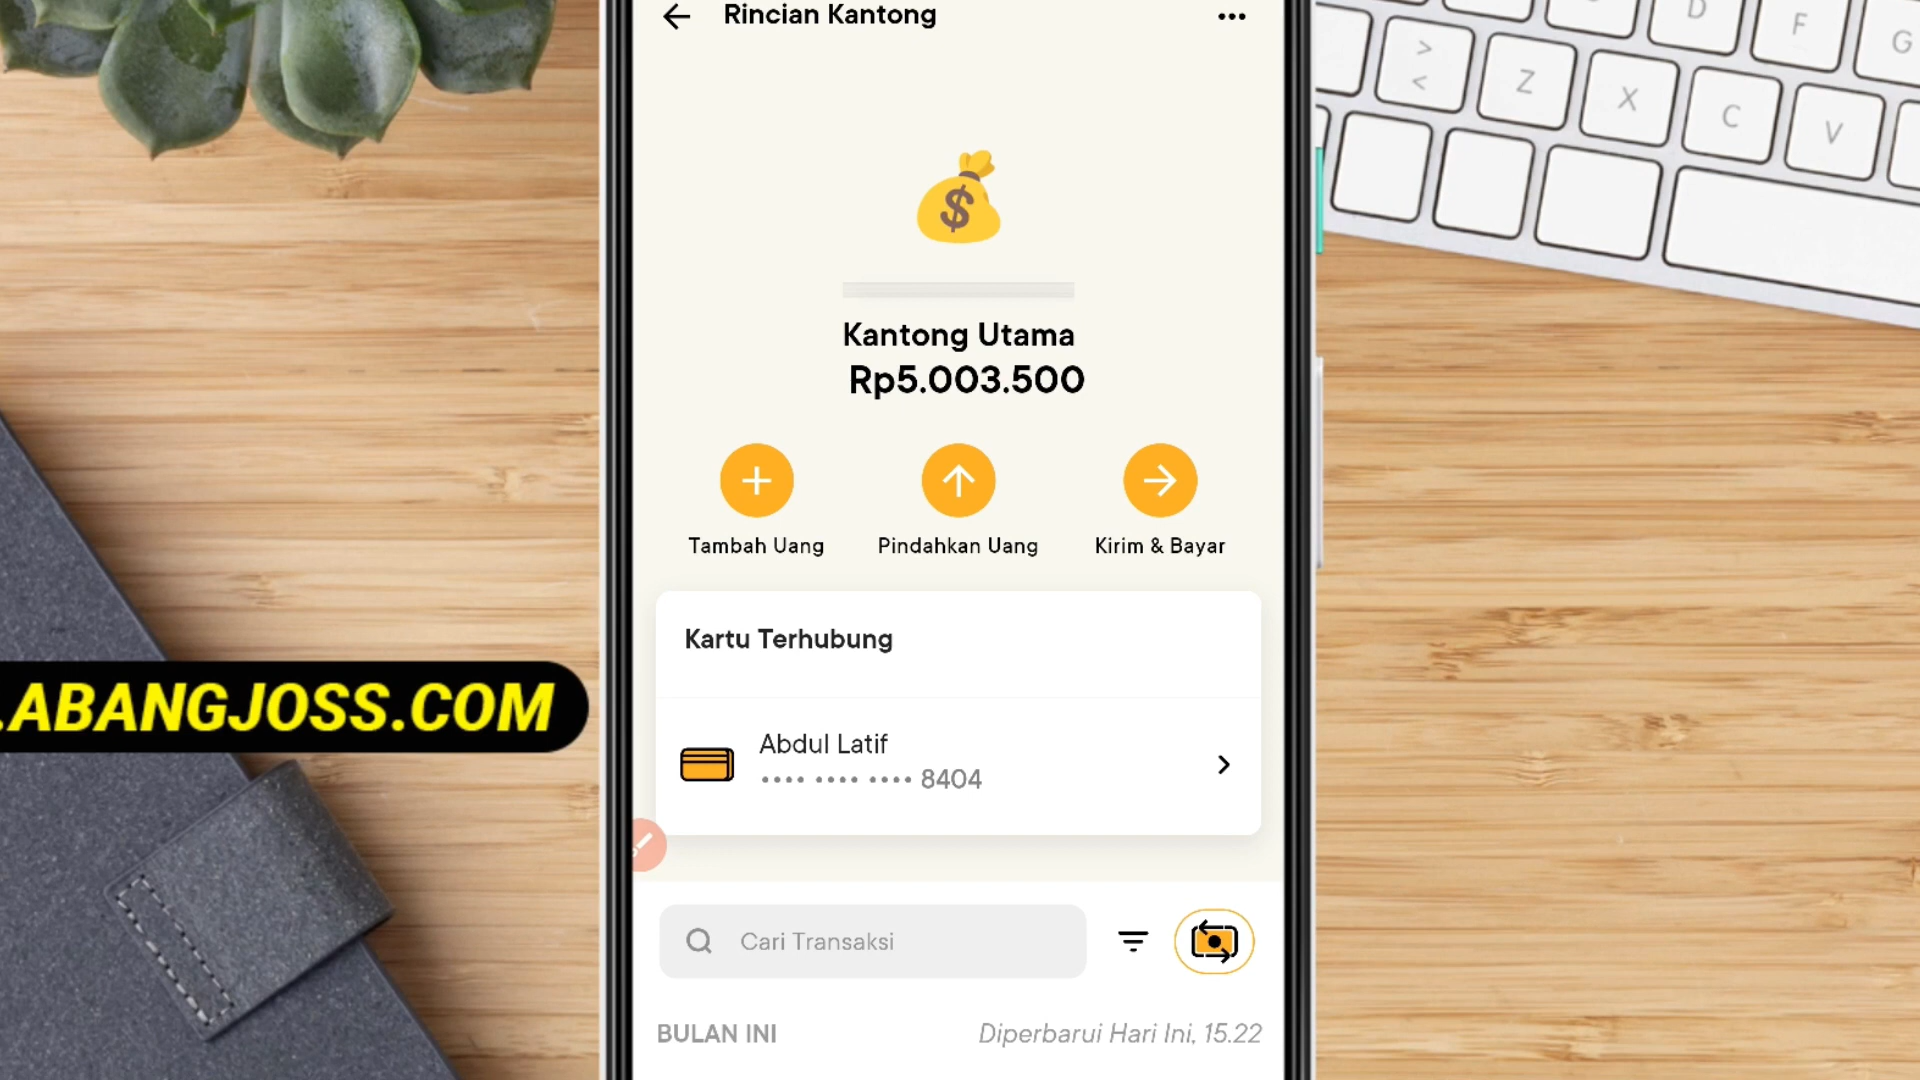 Rincian Kantong
$
Kantong Utama
Rp5.003.500
Tambah Uang
Pindahkan Uang
Kirim & Bayar
Kartu Terhubung
Abdul Latif
•••• •••• •••• 8404
Cari Transaksi
BULAN INI
Diperbarui Hari Ini, 15.22
.ABANGJOSS.COM
D F G
> < Z X C V